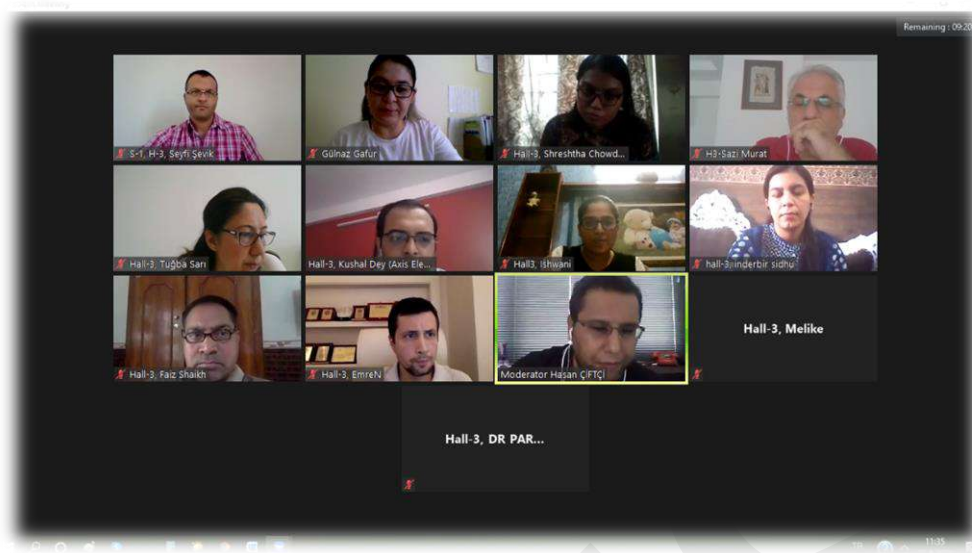 Remaining : 09:20
S-1, H-3, Seyfi Şevik
Gülnaz Gafur
Hall-3, Shreshtha Chowd...
H3-Sazi Murat
Hall-3, Tuğba Sarı
Hall-3, Kushal Dey (Axis Ele...
Hall3, Ishwani
hall-3,inderbir sidhu
Hall-3, Faiz Shaikh
Hall-3, EmreN
Moderator Hasan ÇİFTÇİ
Hall-3, Melike
Hall-3, DR PAR...
11:35